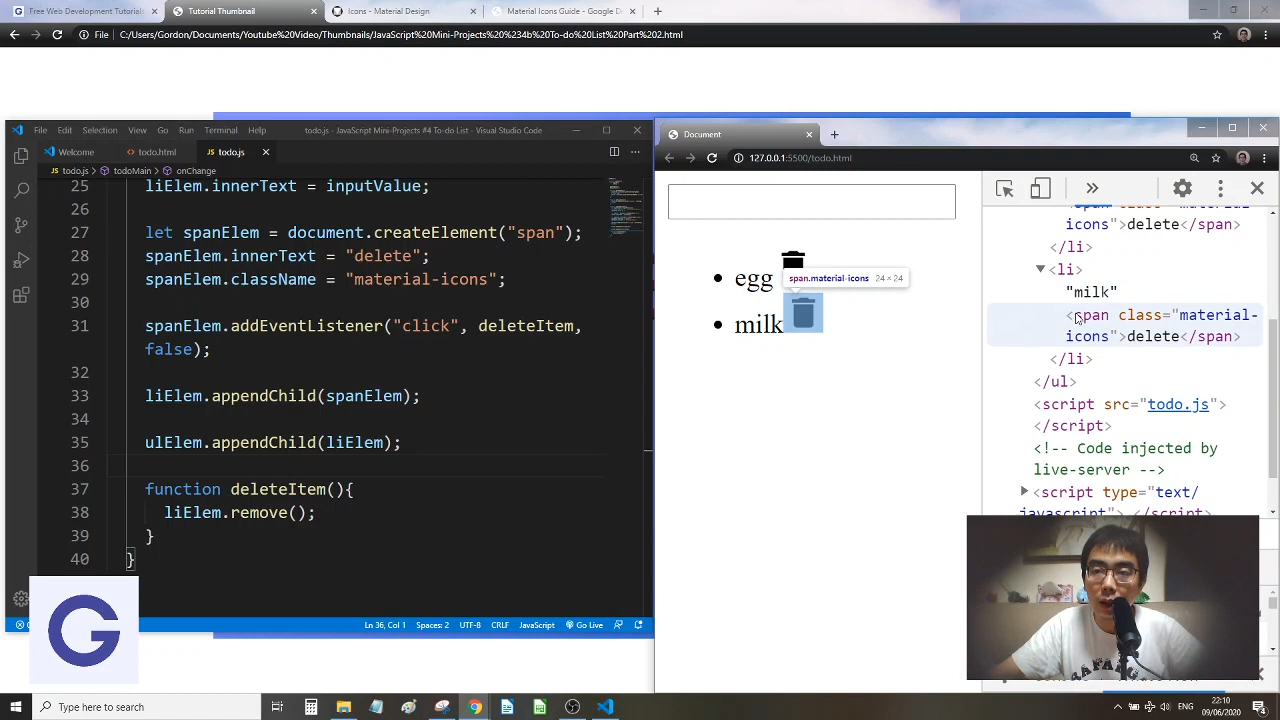 Free Web Development Tutorials
Tutorial Thumbnail
Icons - Material Design
Material Icons Guide - Google De
File
C:/Users/Gordon/Documents/Youtube%20Video/Thumbnails/JavaScript%20Mini-Projects%20%234b%20To-do%20List%20Part%202.html
File Edit Selection View Go Run Terminal Help
todo.js - JavaScript Mini-Projects #4 To-do List - Visual Studio Code
Welcome
todo.html
todo.js
todo.js > todoMain > onChange
25 liElem.innerText = inputValue;
26
27 let spanElem = document.createElement("span");
28 spanElem.innerText = "delete";
29 spanElem.className = "material-icons";
30
31 spanElem.addEventListener("click", deleteItem,
false);
32
33 liElem.appendChild(spanElem);
34
35 ulElem.appendChild(liElem);
36
37 function deleteItem(){
38 liElem.remove();
39 }
40 }
Ln 36, Col 1 Spaces: 2 UTF-8 CRLF JavaScript Go Live
G
Document
127.0.0.1:5500/todo.html
egg
span.material-icons 24 × 24
milk
icons">delete</span>
</li>
<li>
"milk"
<span class="material-
icons">delete</span>
</li>
</ul>
<script src="todo.js">
</script>
<!-- Code injected by
live-server -->
<script type="text/
Type here to search
ENG
22:10
09/06/2020